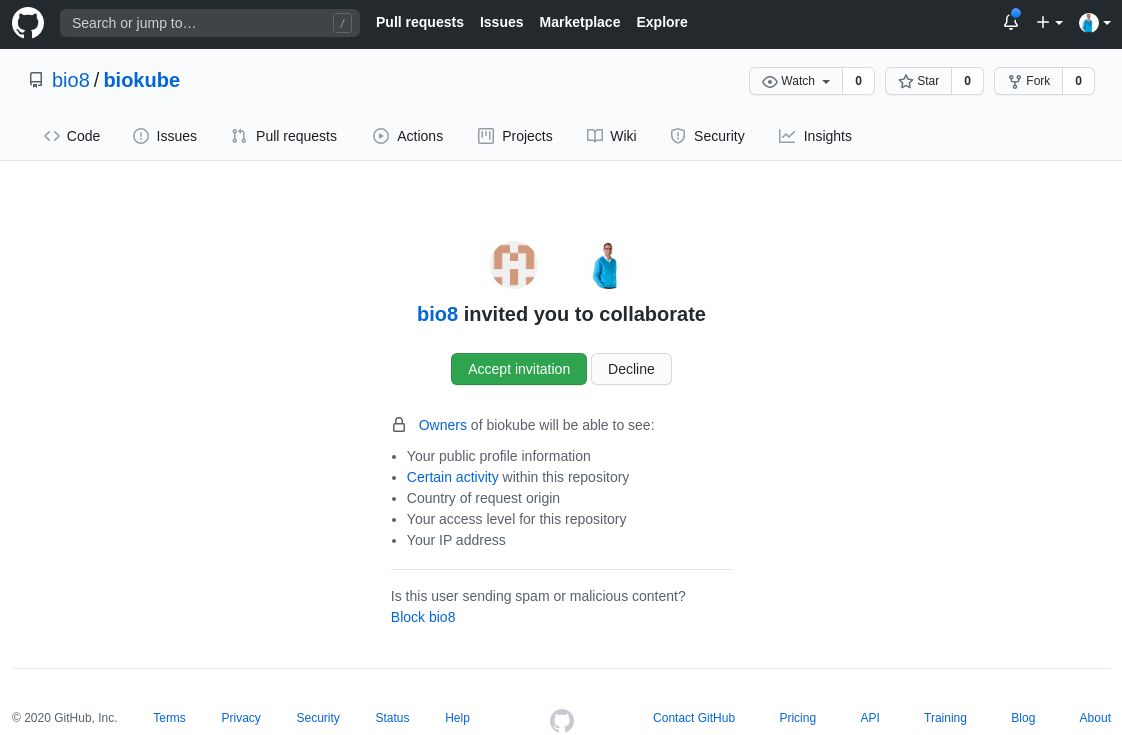 Search or jump to… /
Pull requests Issues Marketplace Explore
bio8 / biokube
Watch 0 Star 0 Fork 0
Code Issues Pull requests Actions Projects Wiki Security Insights
bio8 invited you to collaborate
Accept invitation Decline
Owners of biokube will be able to see:
• Your public profile information
• Certain activity within this repository
• Country of request origin
• Your access level for this repository
• Your IP address
Is this user sending spam or malicious content?
Block bio8
© 2020 GitHub, Inc. Terms Privacy Security Status Help Contact GitHub Pricing API Training Blog About